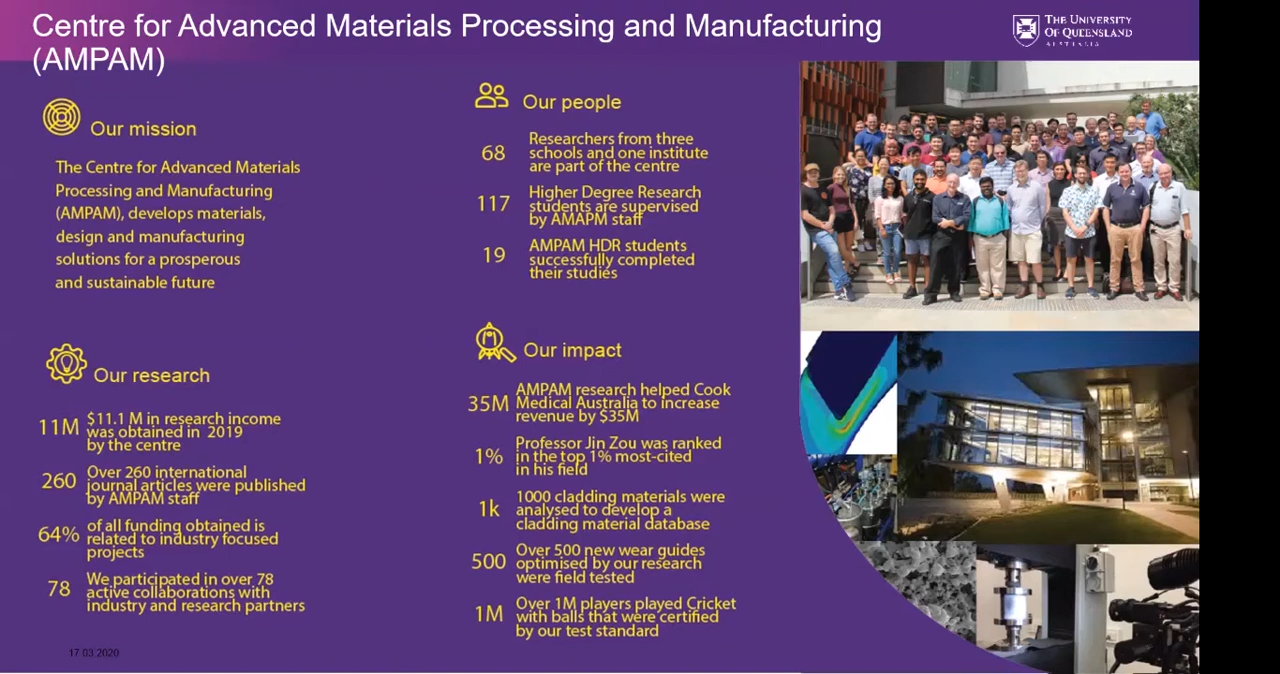 Centre for Advanced Materials Processing and Manufacturing
(AMPAM)
THE UNIVERSITY
OF QUEENSLAND
AUSTRALIA
Our mission
The Centre for Advanced Materials
Processing and Manufacturing
(AMPAM), develops materials,
design and manufacturing
solutions for a prosperous
and sustainable future
Our research
11M
$11.1 M in research income
was obtained in 2019
by the centre
260
Over 260 international
journal articles were published
by AMPAM staff
64%
of all funding obtained is
related to industry focused
projects
78
We participated in over 78
active collaborations with
industry and research partners
17 03 2020
Our people
68
Researchers from three
schools and one institute
are part of the centre
117
Higher Degree Research
students are supervised
by AMAPM staff
19
AMPAM HDR students
successfully completed
their studies
Our impact
35M
AMPAM research helped Cook
Medical Australia to increase
revenue by $35M
1%
Professor Jin Zou was ranked
in the top 1% most-cited
in his field
1k
1000 cladding materials were
analysed to develop a
cladding material database
500
Over 500 new wear guides
optimised by our research
were field tested
1M
Over 1M players played Cricket
with balls that were certified
by our test standard